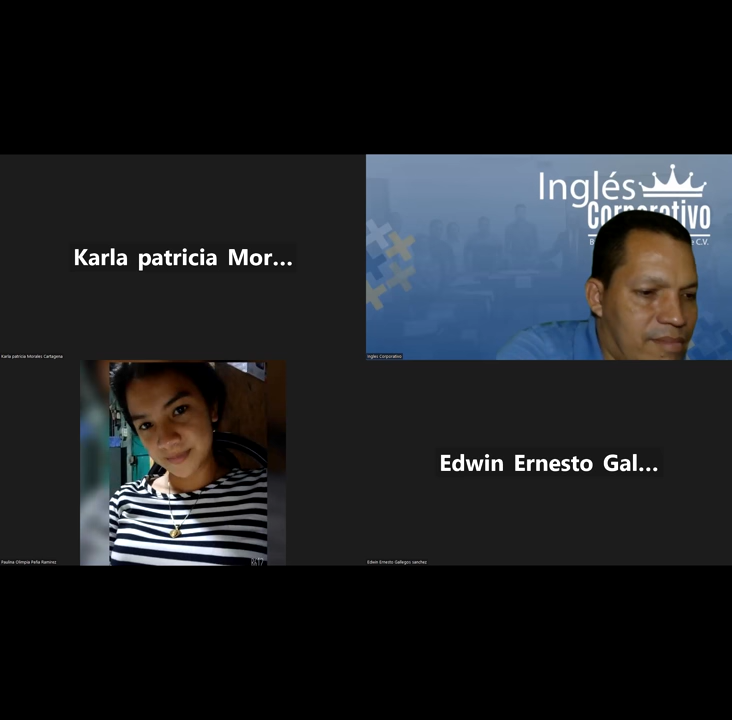 Karla patricia Mor...
Karla patricia Morales Cartagena
Inglés
Corporativo
e C.V.
Ingles Corporativo
Paulina Olimpia Peña Ramirez
Edwin Ernesto Gal...
Edwin Ernesto Gallegos sanchez